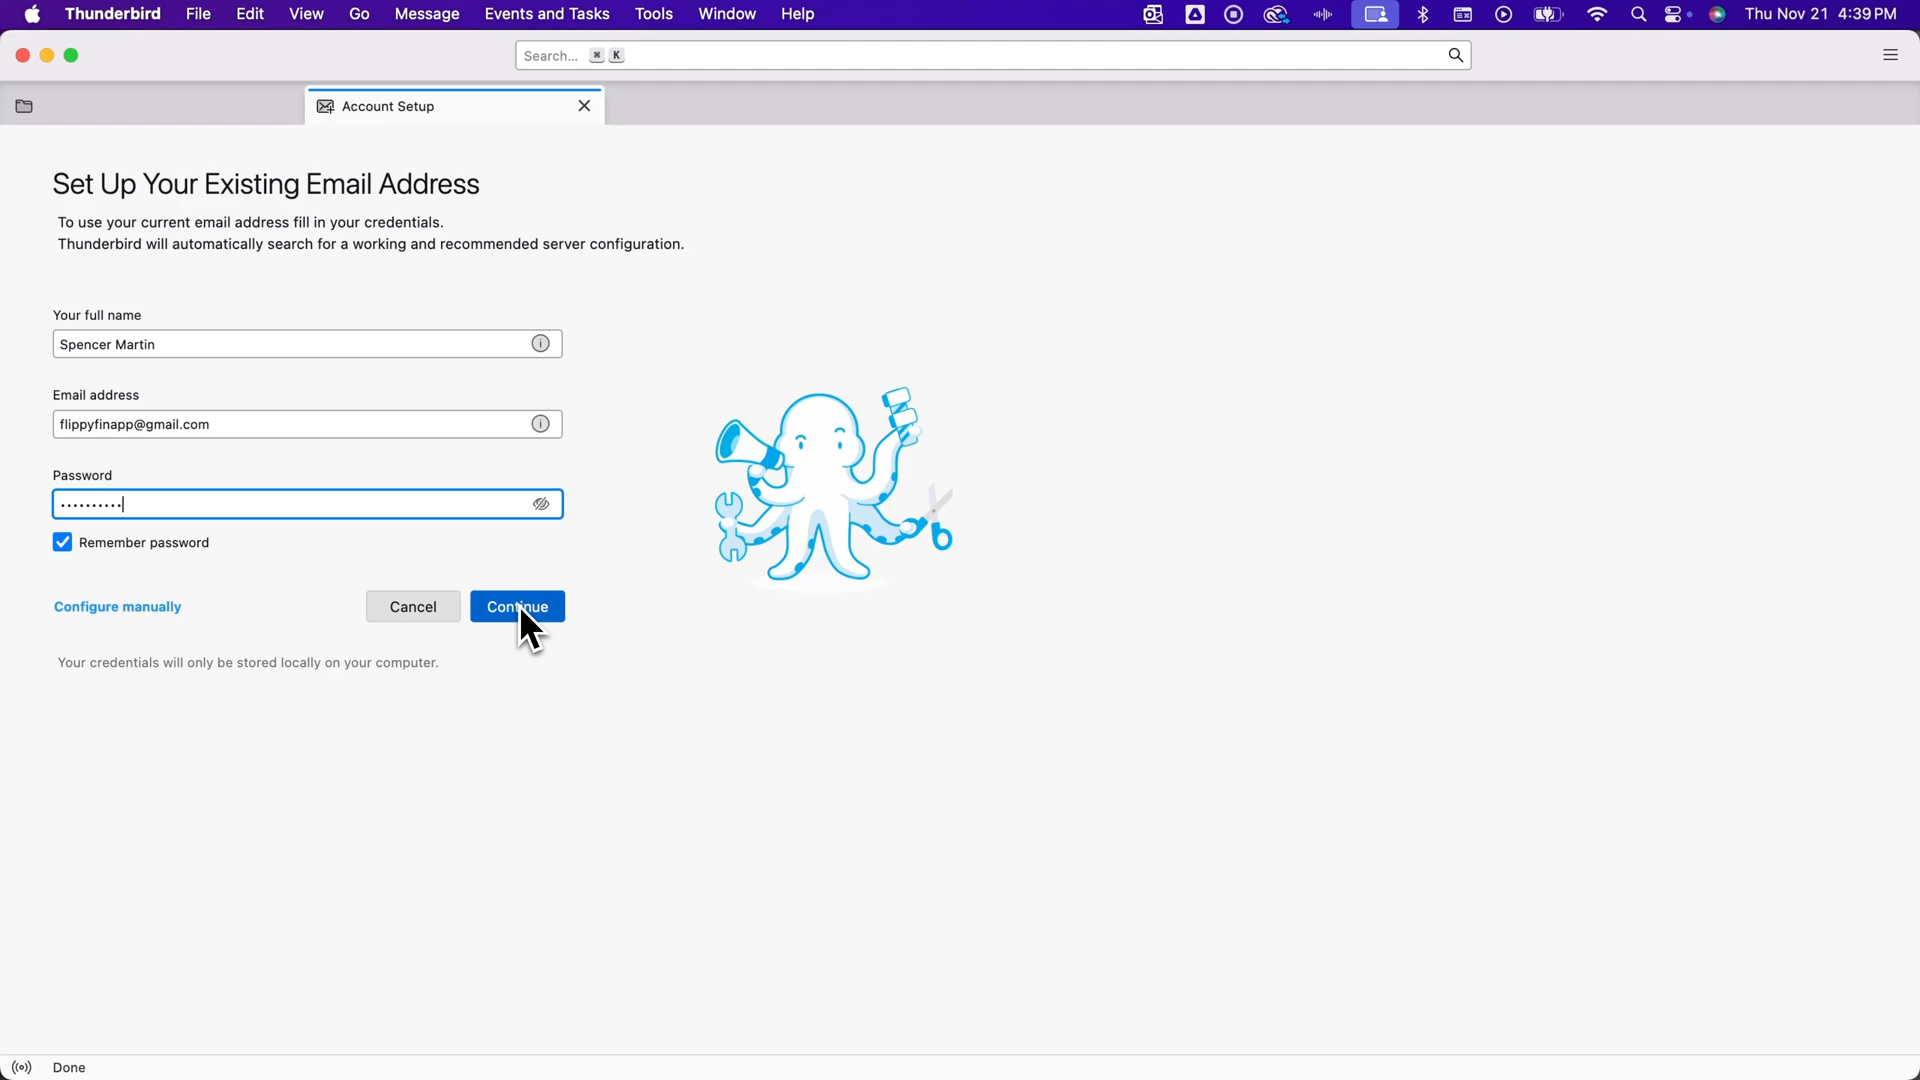 Thunderbird File Edit View Go Message Events and Tasks Tools Window Help Thu Nov 21 4:39 PM
Search... ⌘ K
Account Setup
Set Up Your Existing Email Address
To use your current email address fill in your credentials.
Thunderbird will automatically search for a working and recommended server configuration.
Your full name
Spencer Martin
Email address
flippyfinapp@gmail.com
Password
••••••••••
Remember password
Configure manually Cancel Continue
Your credentials will only be stored locally on your computer.
Done